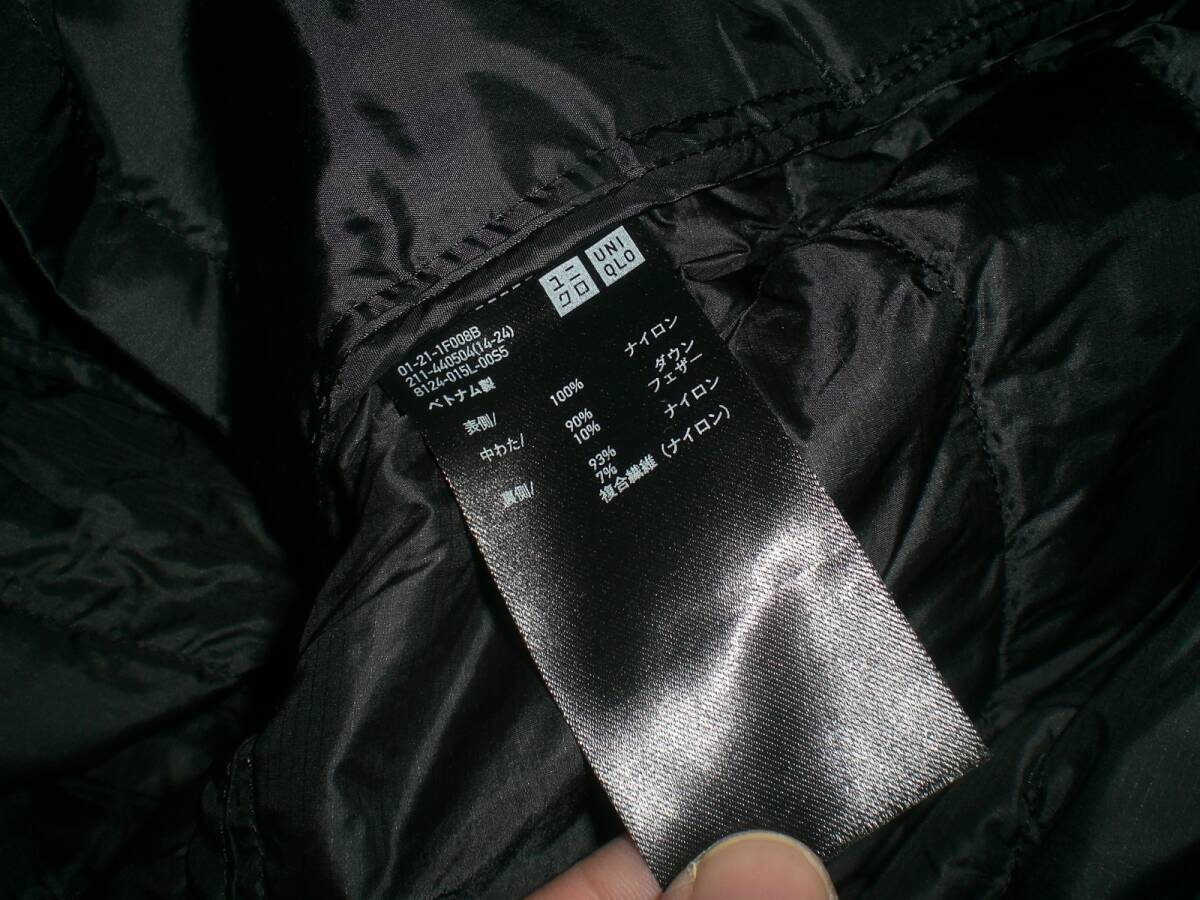 ユニ
クロ
UNI
QLO
01-21-1F008B
211-440504(14-24)
8124-015L-00S5
ベトナム製
表側/ 100% ナイロン
中わた/ 90% ダウン
10% フェザー
裏側/ 93% ナイロン
7% 複合繊維(ナイロン)